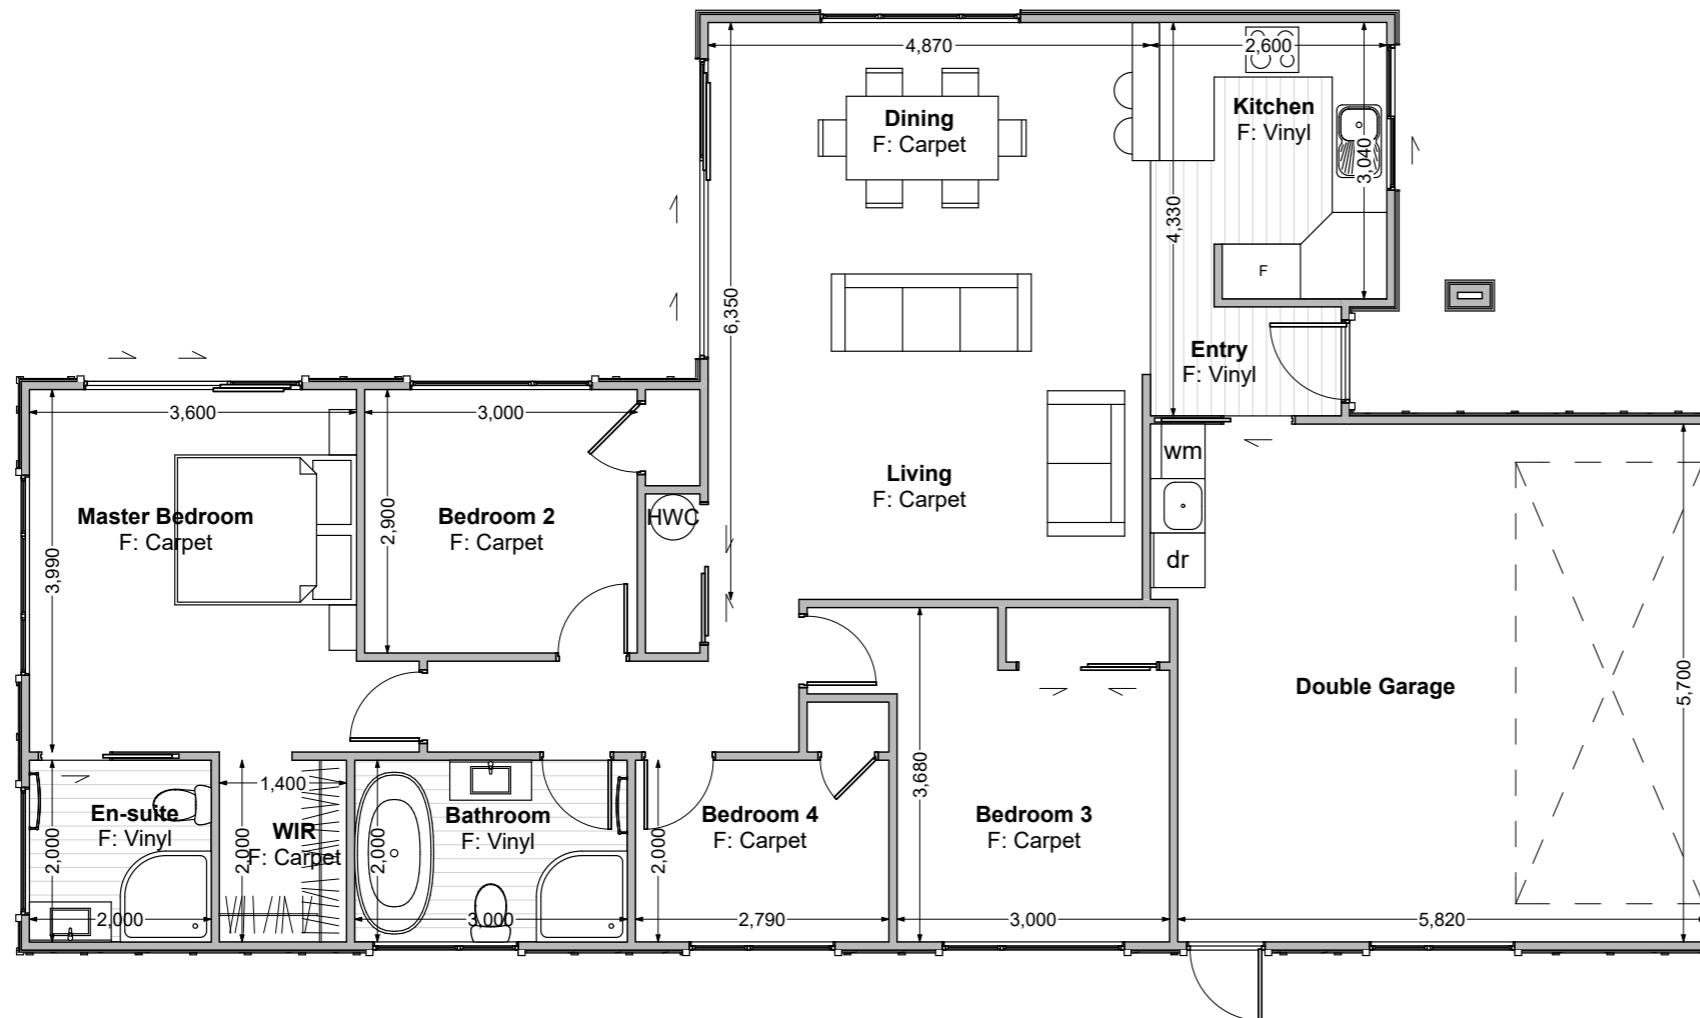 4,870
2,600
Dining
F: Carpet
Kitchen
F: Vinyl
3,040
4,330
6,350
F
Entry
F: Vinyl
3,600
3,000
wm
Living
F: Carpet
HWC
Master Bedroom
F: Carpet
Bedroom 2
F: Carpet
2,900
3,990
dr
Double Garage
5,700
1,400
En-suite
F: Vinyl
WIR
F: Carpet
Bathroom
F: Vinyl
Bedroom 4
F: Carpet
Bedroom 3
F: Carpet
3,680
2,000
2,000
2,000
2,000
2,000
3,000
2,790
3,000
5,820